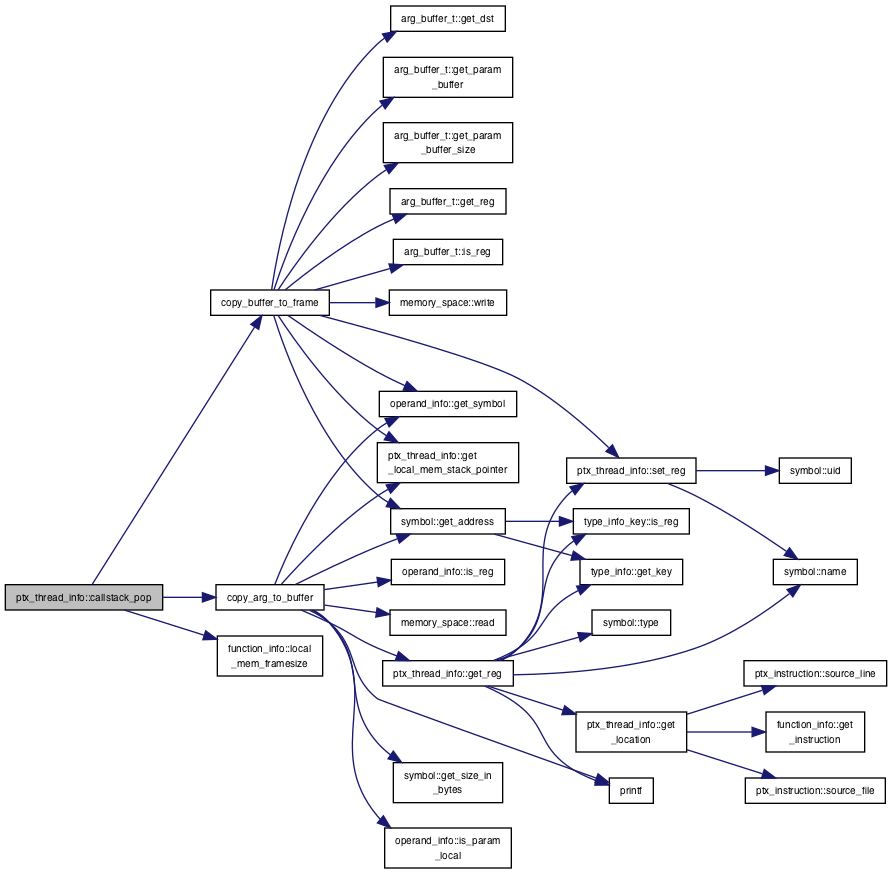 arg_buffer_t::get_dst
arg_buffer_t::get_param
_buffer
arg_buffer_t::get_param
_buffer_size
arg_buffer_t::get_reg
arg_buffer_t::is_reg
copy_buffer_to_frame
memory_space::write
operand_info::get_symbol
ptx_thread_info::get
_local_mem_stack_pointer
ptx_thread_info::set_reg
symbol::uid
symbol::get_address
type_info_key::is_reg
operand_info::is_reg
type_info::get_key
symbol::name
ptx_thread_info::callstack_pop
copy_arg_to_buffer
memory_space::read
symbol::type
function_info::local
_mem_framesize
ptx_thread_info::get_reg
ptx_instruction::source_line
ptx_thread_info::get
_location
function_info::get
_instruction
symbol::get_size_in
_bytes
printf
ptx_instruction::source_file
operand_info::is_param
_local